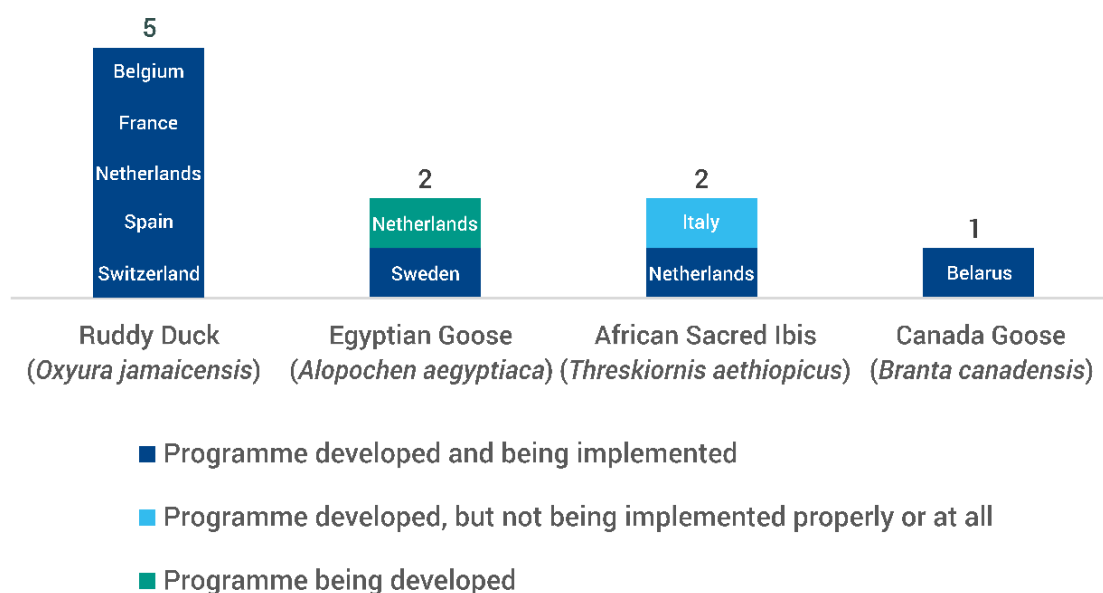 5
Belgium
France
Netherlands
Spain
Switzerland
2
Netherlands
Sweden
2
Italy
Netherlands
1
Belarus
Ruddy Duck
(Oxyura jamaicensis)
Egyptian Goose
(Alopochen aegyptiaca)
African Sacred Ibis
(Threskiornis aethiopicus)
Canada Goose
(Branta canadensis)
Programme developed and being implemented
Programme developed, but not being implemented properly or at all
Programme being developed